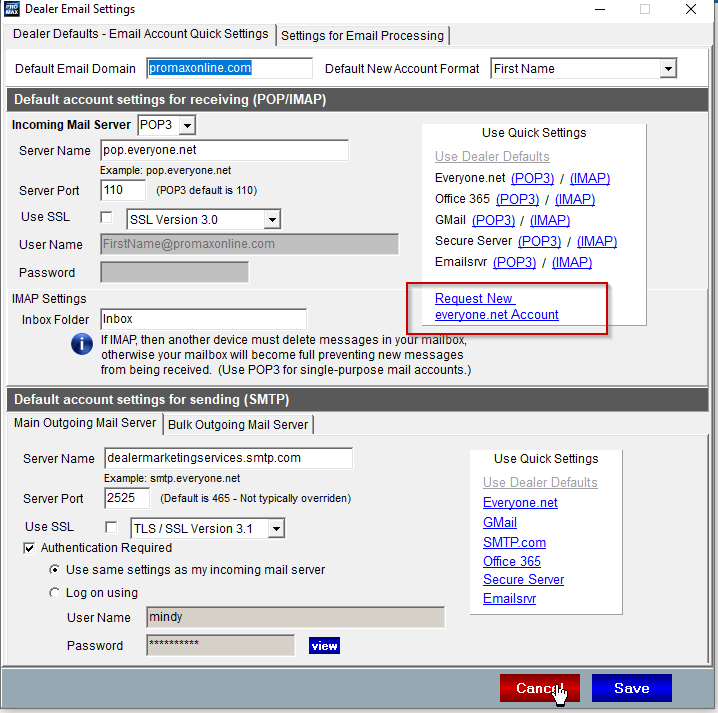 PRO
MAX
Dealer Email Settings
Dealer Defaults - Email Account Quick Settings
Settings for Email Processing
Default Email Domain
promaxonline.com
Default New Account Format
First Name
Default account settings for receiving (POP/IMAP)
Incoming Mail Server
POP3
Server Name
pop.everyone.net
Example: pop.everyone.net
Server Port
110
(POP3 default is 110)
Use SSL
SSL Version 3.0
User Name
FirstName@promaxonline.com
Password
IMAP Settings
Inbox Folder
Inbox
If IMAP, then another device must delete messages in your mailbox,
otherwise your mailbox will become full preventing new messages
from being received. (Use POP3 for single-purpose mail accounts.)
Use Quick Settings
Use Dealer Defaults
Everyone.net (POP3) / (IMAP)
Office 365 (POP3) / (IMAP)
GMail (POP3) / (IMAP)
Secure Server (POP3) / (IMAP)
Emailsrvr (POP3) / (IMAP)
Request New
everyone.net Account
Default account settings for sending (SMTP)
Main Outgoing Mail Server
Bulk Outgoing Mail Server
Server Name
dealermarketingservices.smtp.com
Example: smtp.everyone.net
Server Port
2525
(Default is 465 - Not typically overriden)
Use SSL
TLS / SSL Version 3.1
Authentication Required
Use same settings as my incoming mail server
Log on using
User Name
mindy
Password
**********
view
Use Quick Settings
Use Dealer Defaults
Everyone.net
GMail
SMTP.com
Office 365
Secure Server
Emailsrvr
Cancel
Save